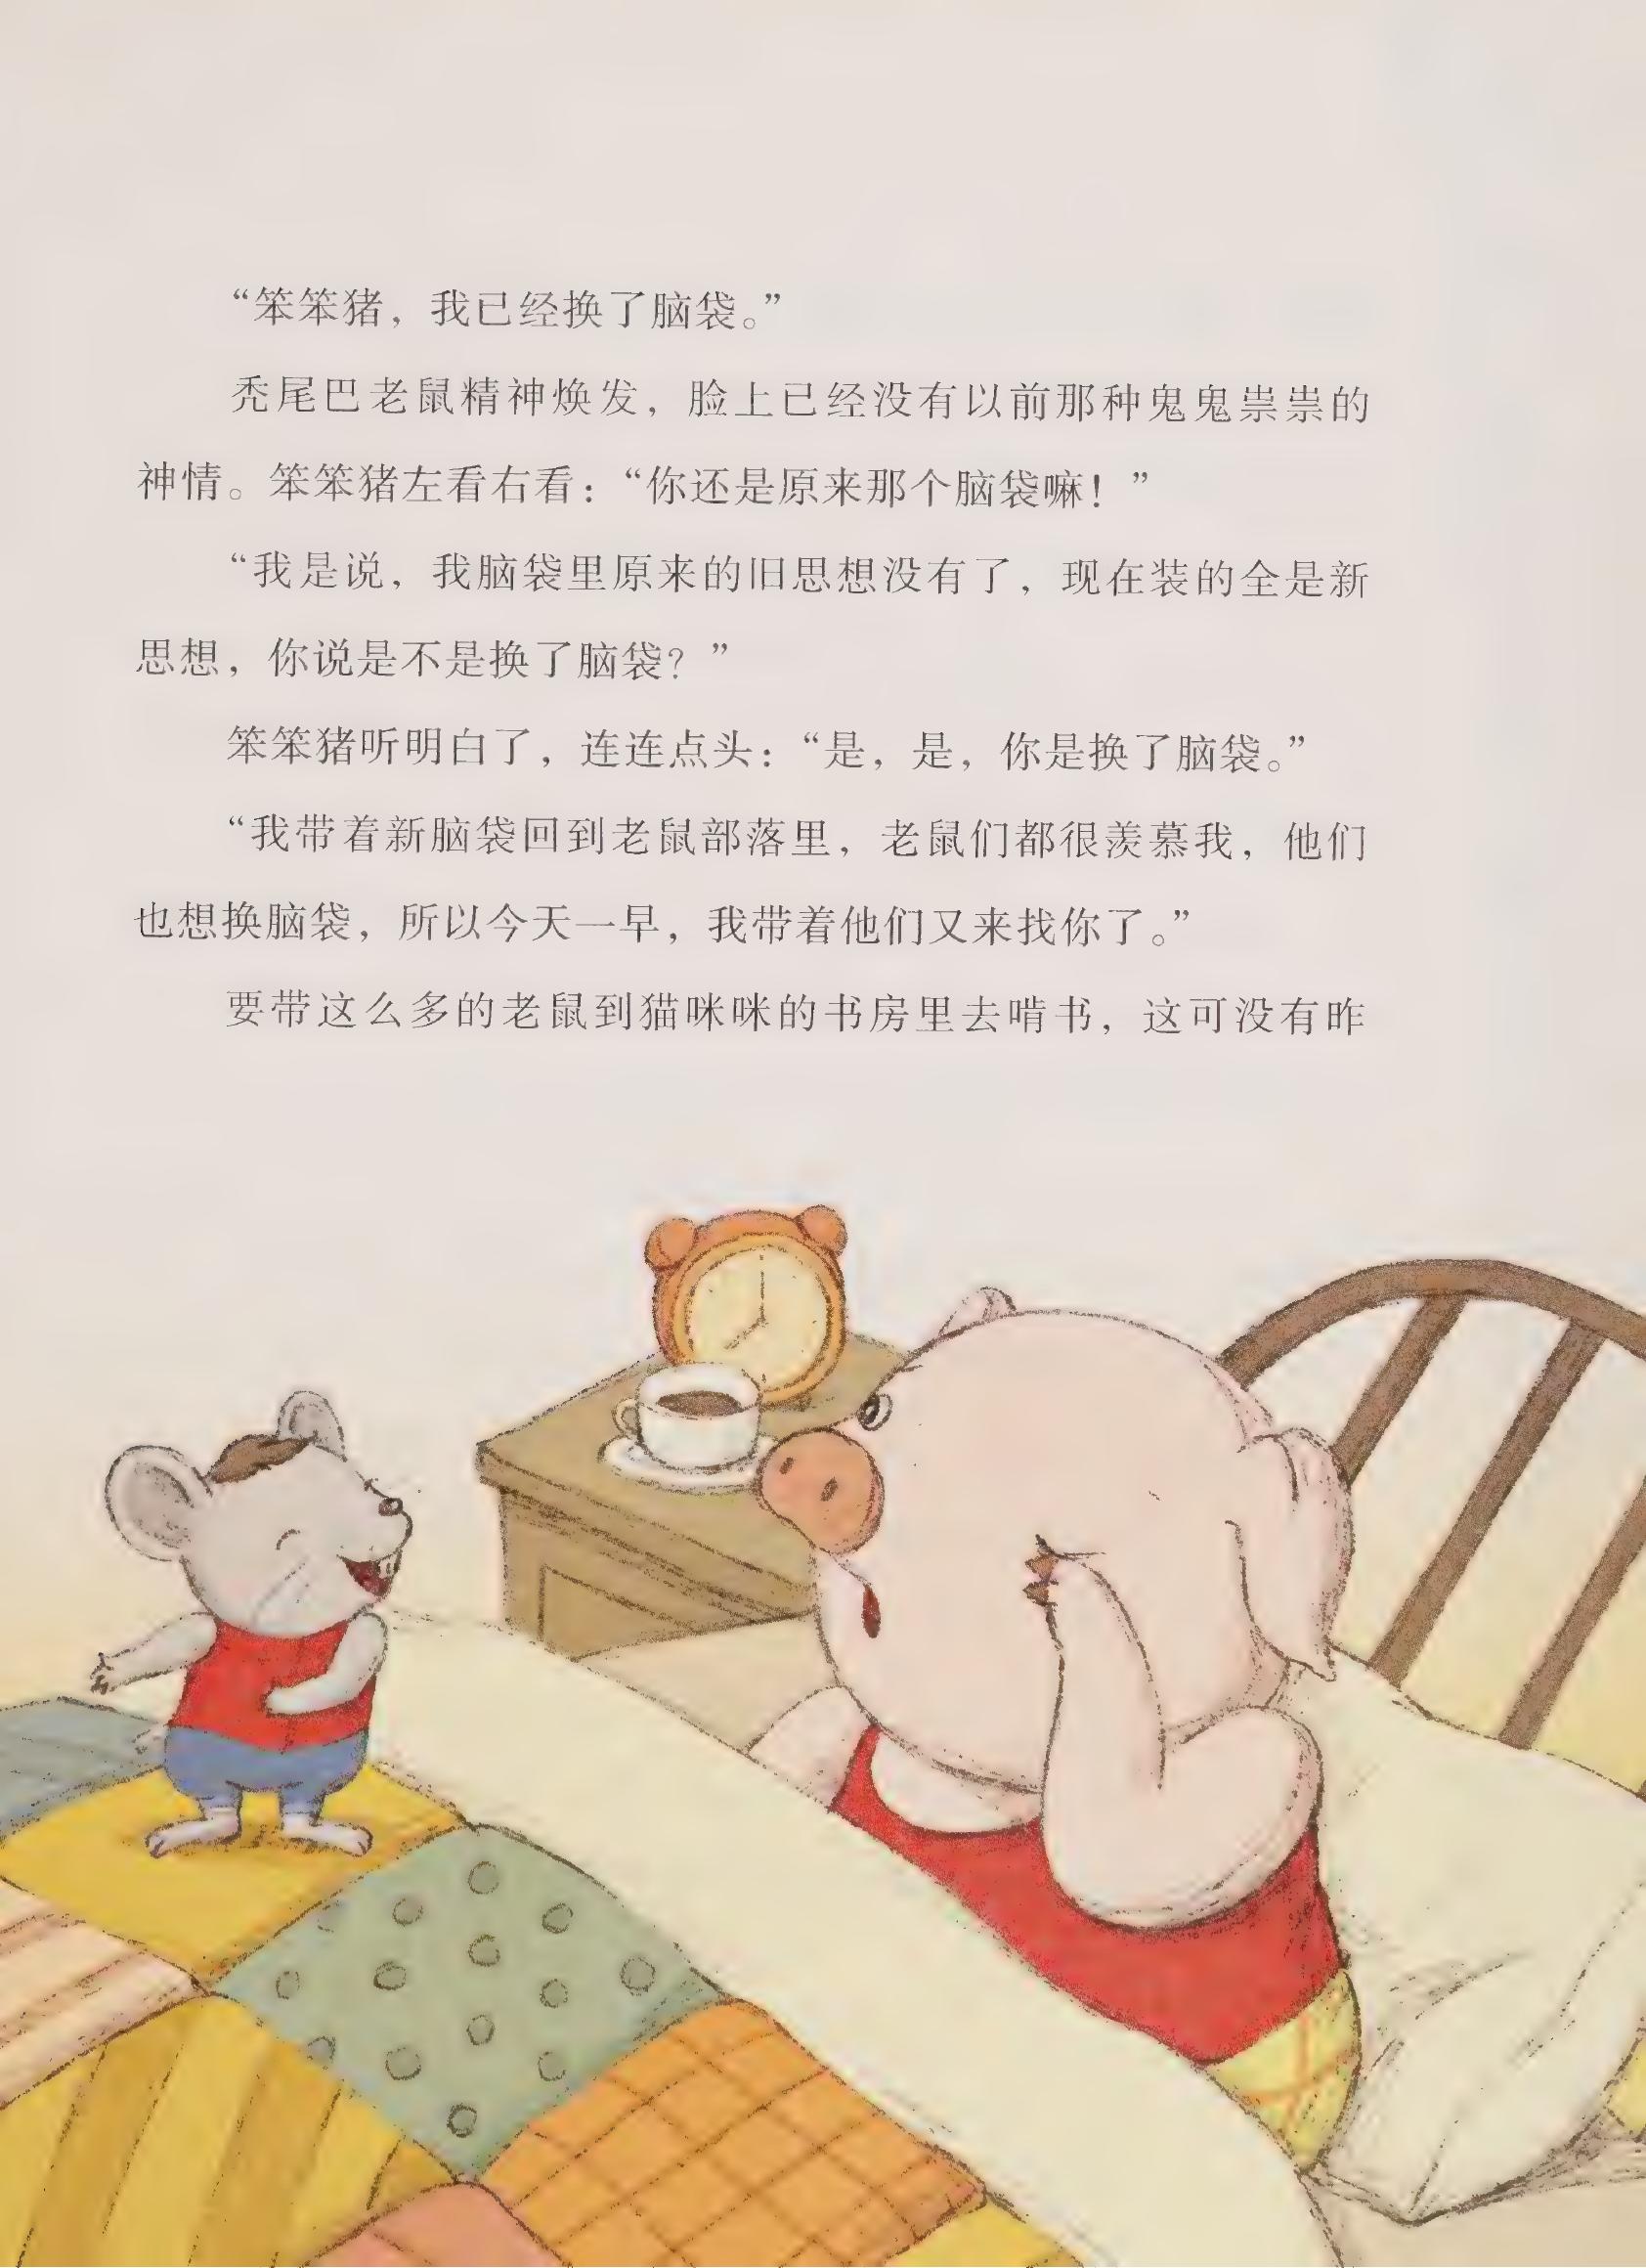 “笨笨猪，我已经换了脑袋。”
秃尾巴老鼠精神焕发，脸上已经没有以前那种鬼鬼祟祟的
神情。笨笨猪左看右看：“你还是原来那个脑袋嘛！”
“我是说，我脑袋里原来的旧思想没有了，现在装的全是新
思想，你说是不是换了脑袋？”
笨笨猪听明白了，连连点头：“是，是，你是换了脑袋。”
“我带着新脑袋回到老鼠部落里，老鼠们都很羡慕我，他们
也想换脑袋，所以今天一早，我带着他们又来找你了。”
要带这么多的老鼠到猫咪咪的书房里去啃书，这可没有昨